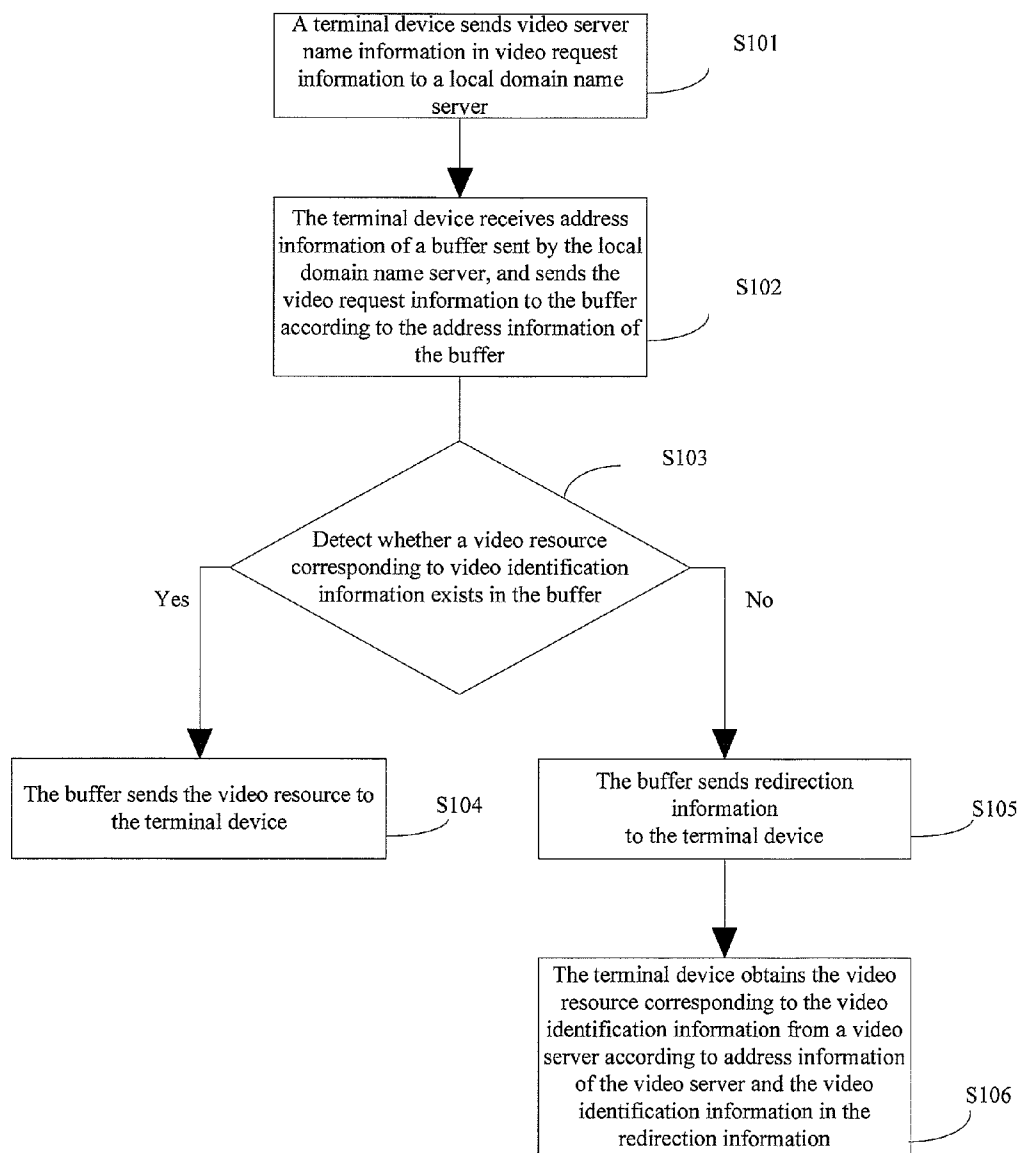 A terminal device sends video server
name information in video request
information to a local domain name
server
S101
The terminal device receives address
information of a buffer sent by the local
domain name server, and sends the
video request information to the buffer
according to the address information of
the buffer
S102
S103
Detect whether a video resource
corresponding to video identification
information exists in the buffer
Yes
No
The buffer sends the video resource to
the terminal device
S104
The buffer sends redirection
information
to the terminal device
S105
The terminal device obtains the video
resource corresponding to the video
identification information from a video
server according to address information
of the video server and the video
identification information in the
redirection information
S106